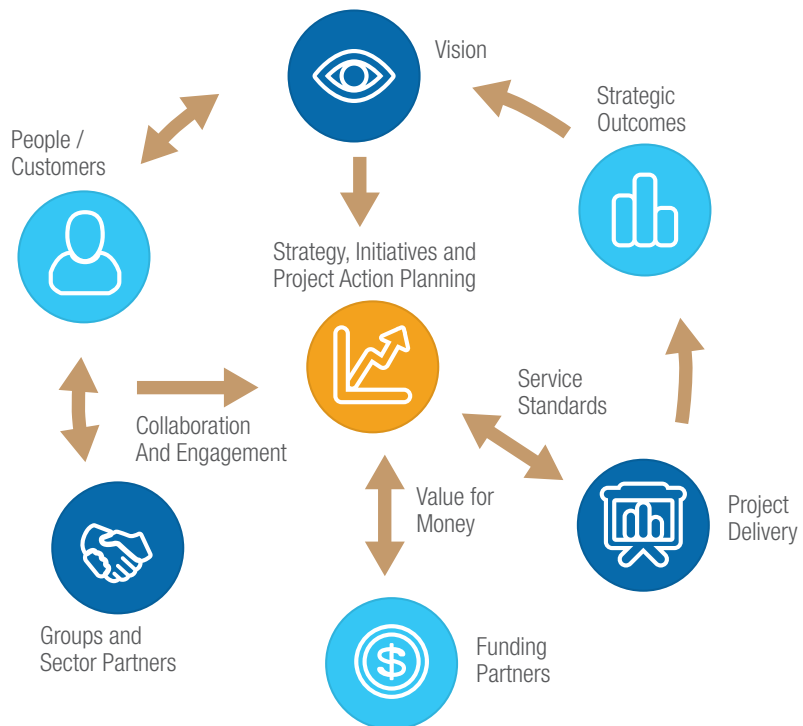 Vision
Strategic
Outcomes
People /
Customers
Strategy, Initiatives and
Project Action Planning
Service
Standards
Collaboration
And Engagement
Value for
Money
Project
Delivery
Groups and
Sector Partners
Funding
Partners
$